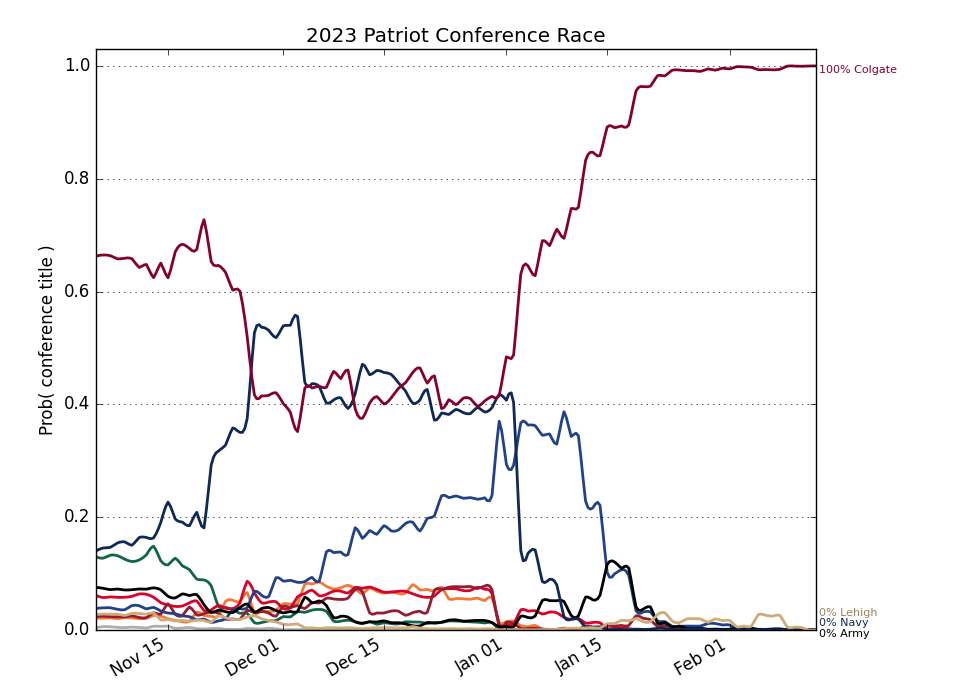 2023 Patriot Conference Race
Prob( conference title )
1.0
0.8
0.6
0.4
0.2
0.0
Nov 15
Dec 01
Dec 15
Jan 01
Jan 15
Feb 01
100% Colgate
0% Lehigh
0% Navy
0% Army